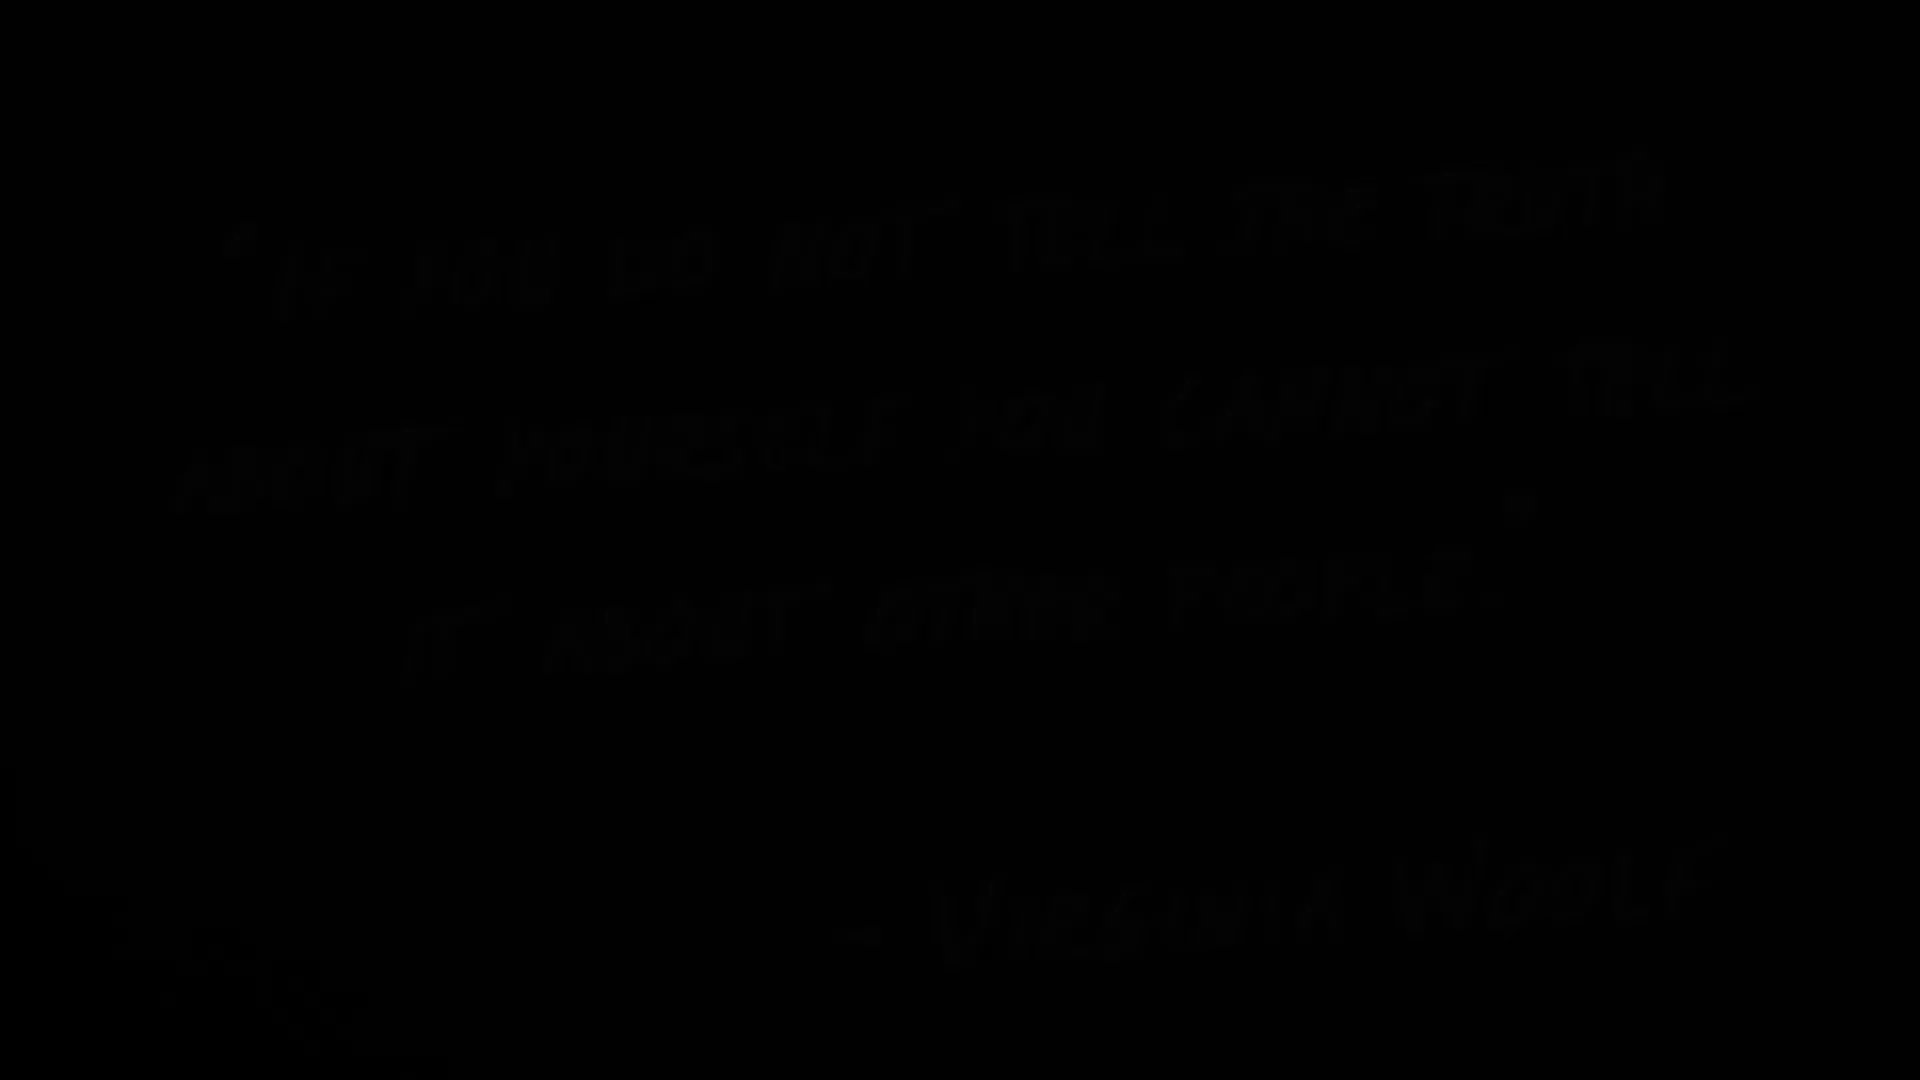 "IF YOU DO NOT TELL THE TRUTH
ABOUT YOURSELF YOU CANNOT TELL
IT ABOUT OTHER PEOPLE."
- VIRGINIA WOOLF